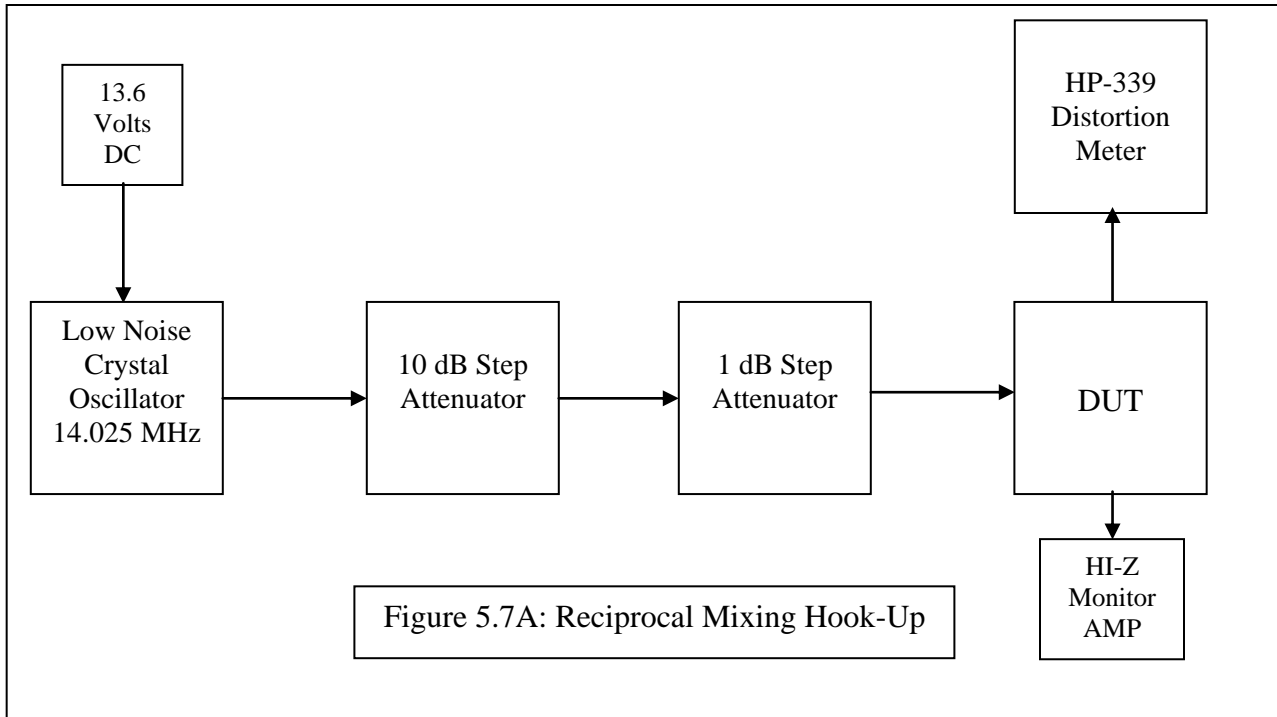 13.6
Volts
DC
HP-339
Distortion
Meter
Low Noise
Crystal
Oscillator
14.025 MHz
10 dB Step
Attenuator
1 dB Step
Attenuator
DUT
HI-Z
Monitor
AMP
Figure 5.7A: Reciprocal Mixing Hook-Up